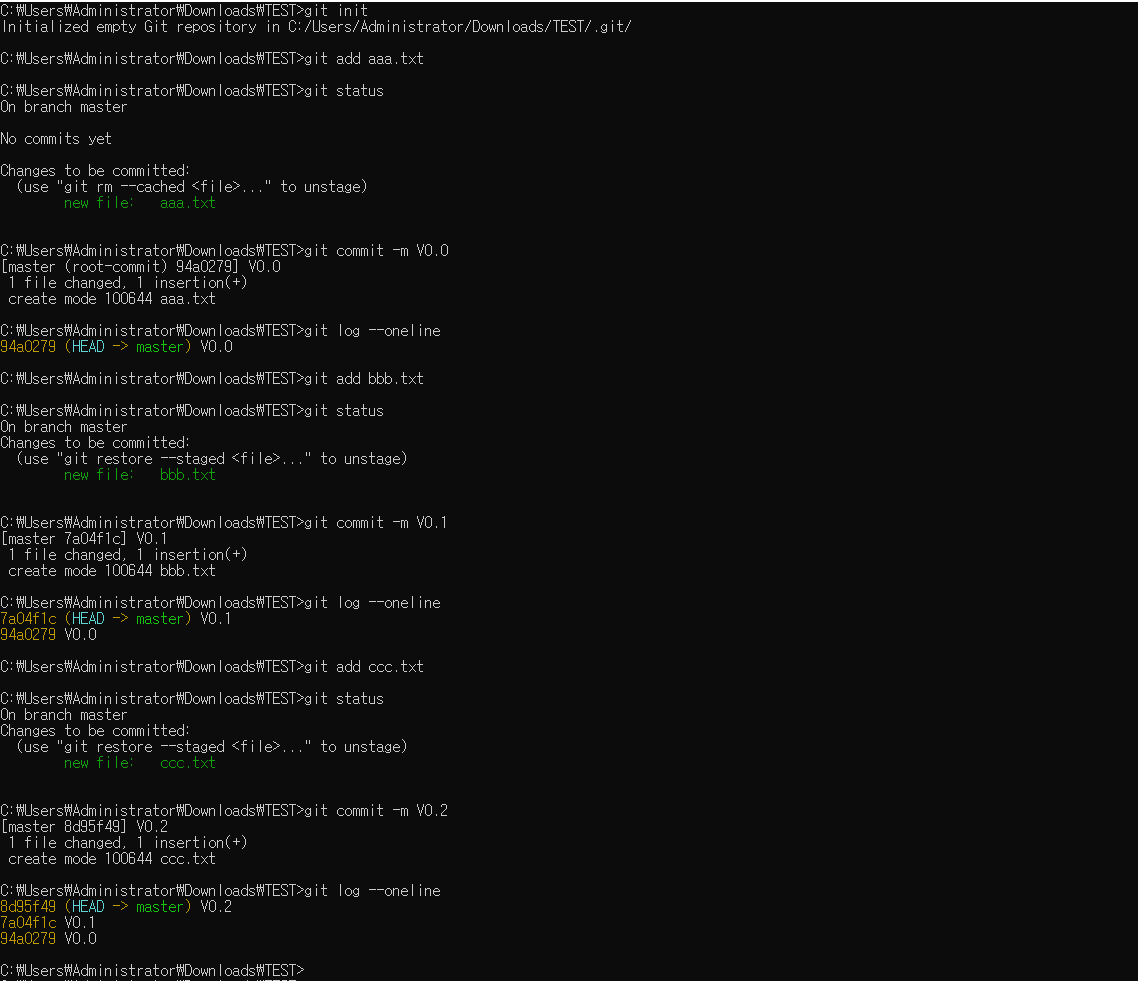 C:₩Users₩Administrator₩Downloads₩TEST>git init
Initialized empty Git repository in C:/Users/Administrator/Downloads/TEST/.git/
C:₩Users₩Administrator₩Downloads₩TEST>git add aaa.txt
C:₩Users₩Administrator₩Downloads₩TEST>git status
On branch master
No commits yet
Changes to be committed:
  (use "git rm --cached <file>..." to unstage)
        new file:   aaa.txt
C:₩Users₩Administrator₩Downloads₩TEST>git commit -m V0.0
[master (root-commit) 94a0279] V0.0
 1 file changed, 1 insertion(+)
 create mode 100644 aaa.txt
C:₩Users₩Administrator₩Downloads₩TEST>git log --oneline
94a0279 (HEAD -> master) V0.0
C:₩Users₩Administrator₩Downloads₩TEST>git add bbb.txt
C:₩Users₩Administrator₩Downloads₩TEST>git status
On branch master
Changes to be committed:
  (use "git restore --staged <file>..." to unstage)
        new file:   bbb.txt
C:₩Users₩Administrator₩Downloads₩TEST>git commit -m V0.1
[master 7a04f1c] V0.1
 1 file changed, 1 insertion(+)
 create mode 100644 bbb.txt
C:₩Users₩Administrator₩Downloads₩TEST>git log --oneline
7a04f1c (HEAD -> master) V0.1
94a0279 V0.0
C:₩Users₩Administrator₩Downloads₩TEST>git add ccc.txt
C:₩Users₩Administrator₩Downloads₩TEST>git status
On branch master
Changes to be committed:
  (use "git restore --staged <file>..." to unstage)
        new file:   ccc.txt
C:₩Users₩Administrator₩Downloads₩TEST>git commit -m V0.2
[master 8d95f49] V0.2
 1 file changed, 1 insertion(+)
 create mode 100644 ccc.txt
C:₩Users₩Administrator₩Downloads₩TEST>git log --oneline
8d95f49 (HEAD -> master) V0.2
7a04f1c V0.1
94a0279 V0.0
C:₩Users₩Administrator₩Downloads₩TEST>